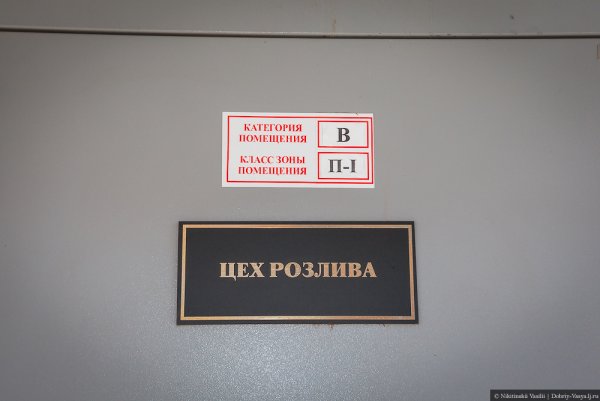 КАТЕГОРИЯ
ПОМЕЩЕНИЯ
В
КЛАСС ЗОНЫ
ПОМЕЩЕНИЯ
П-I
ЦЕХ РОЗЛИВА
© Nikitinskii Vasilii | Dobriy-Vasya.lj.ru